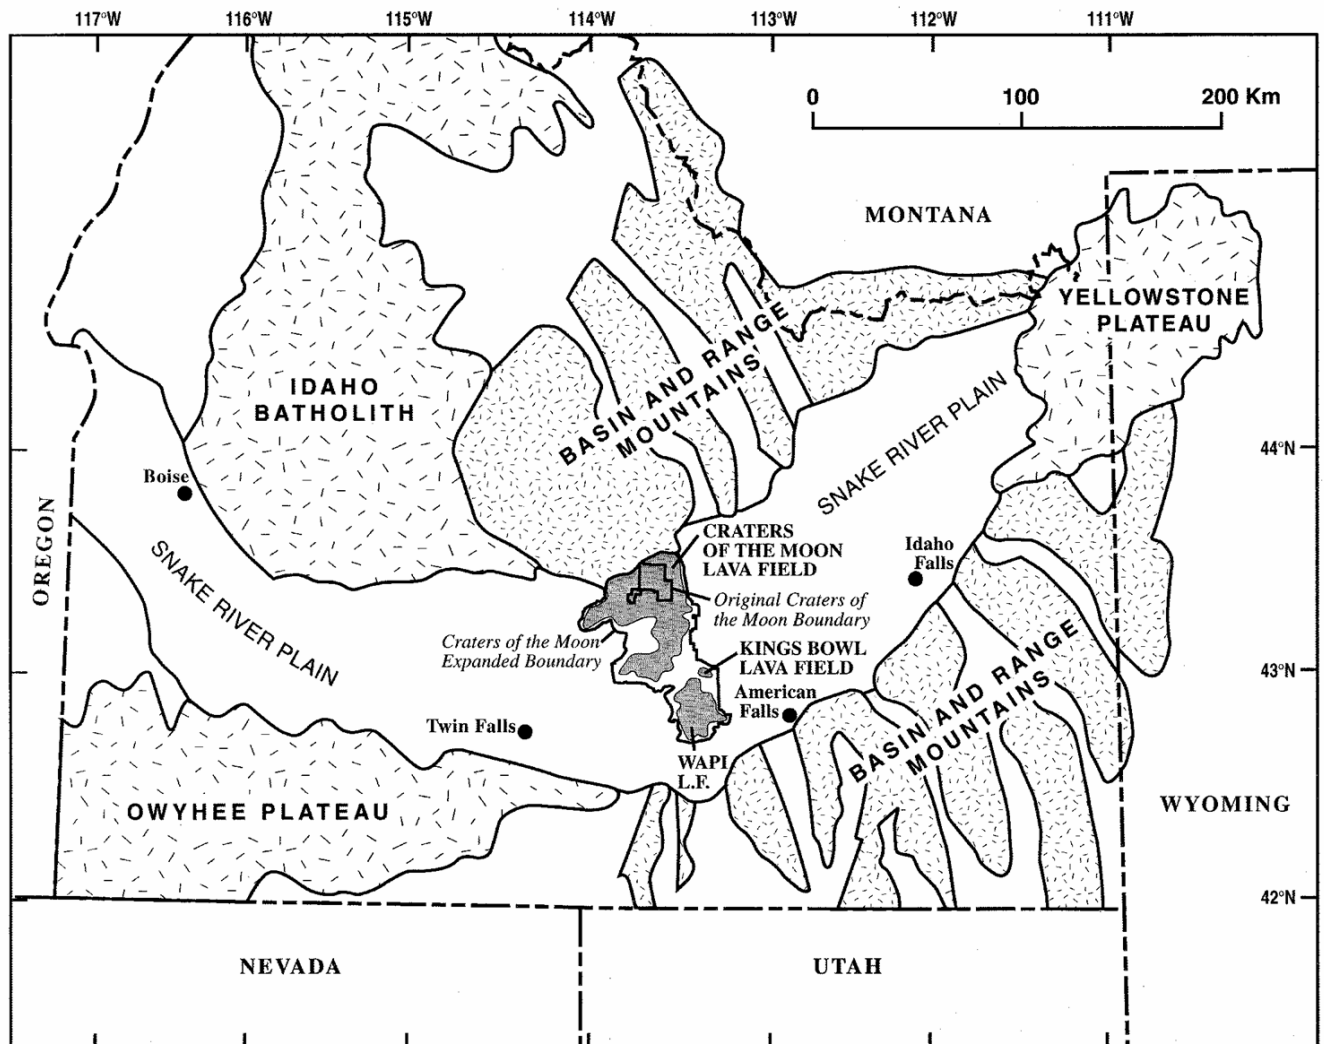 117°W 116°W 115°W 114°W 113°W 112°W 111°W
0 100 200 Km
MONTANA
YELLOWSTONE
PLATEAU
IDAHO
BATHOLITH
BASIN AND RANGE
MOUNTAINS
SNAKE RIVER PLAIN
44°N
Boise
OREGON
SNAKE RIVER PLAIN
CRATERS
OF THE MOON
LAVA FIELD
Idaho
Falls
Original Craters of
the Moon Boundary
Craters of the Moon
Expanded Boundary
KINGS BOWL
LAVA FIELD
43°N
American
Falls
BASIN AND RANGE
MOUNTAINS
Twin Falls
WAPI
L.F.
OWYHEE PLATEAU
WYOMING
42°N
NEVADA
UTAH